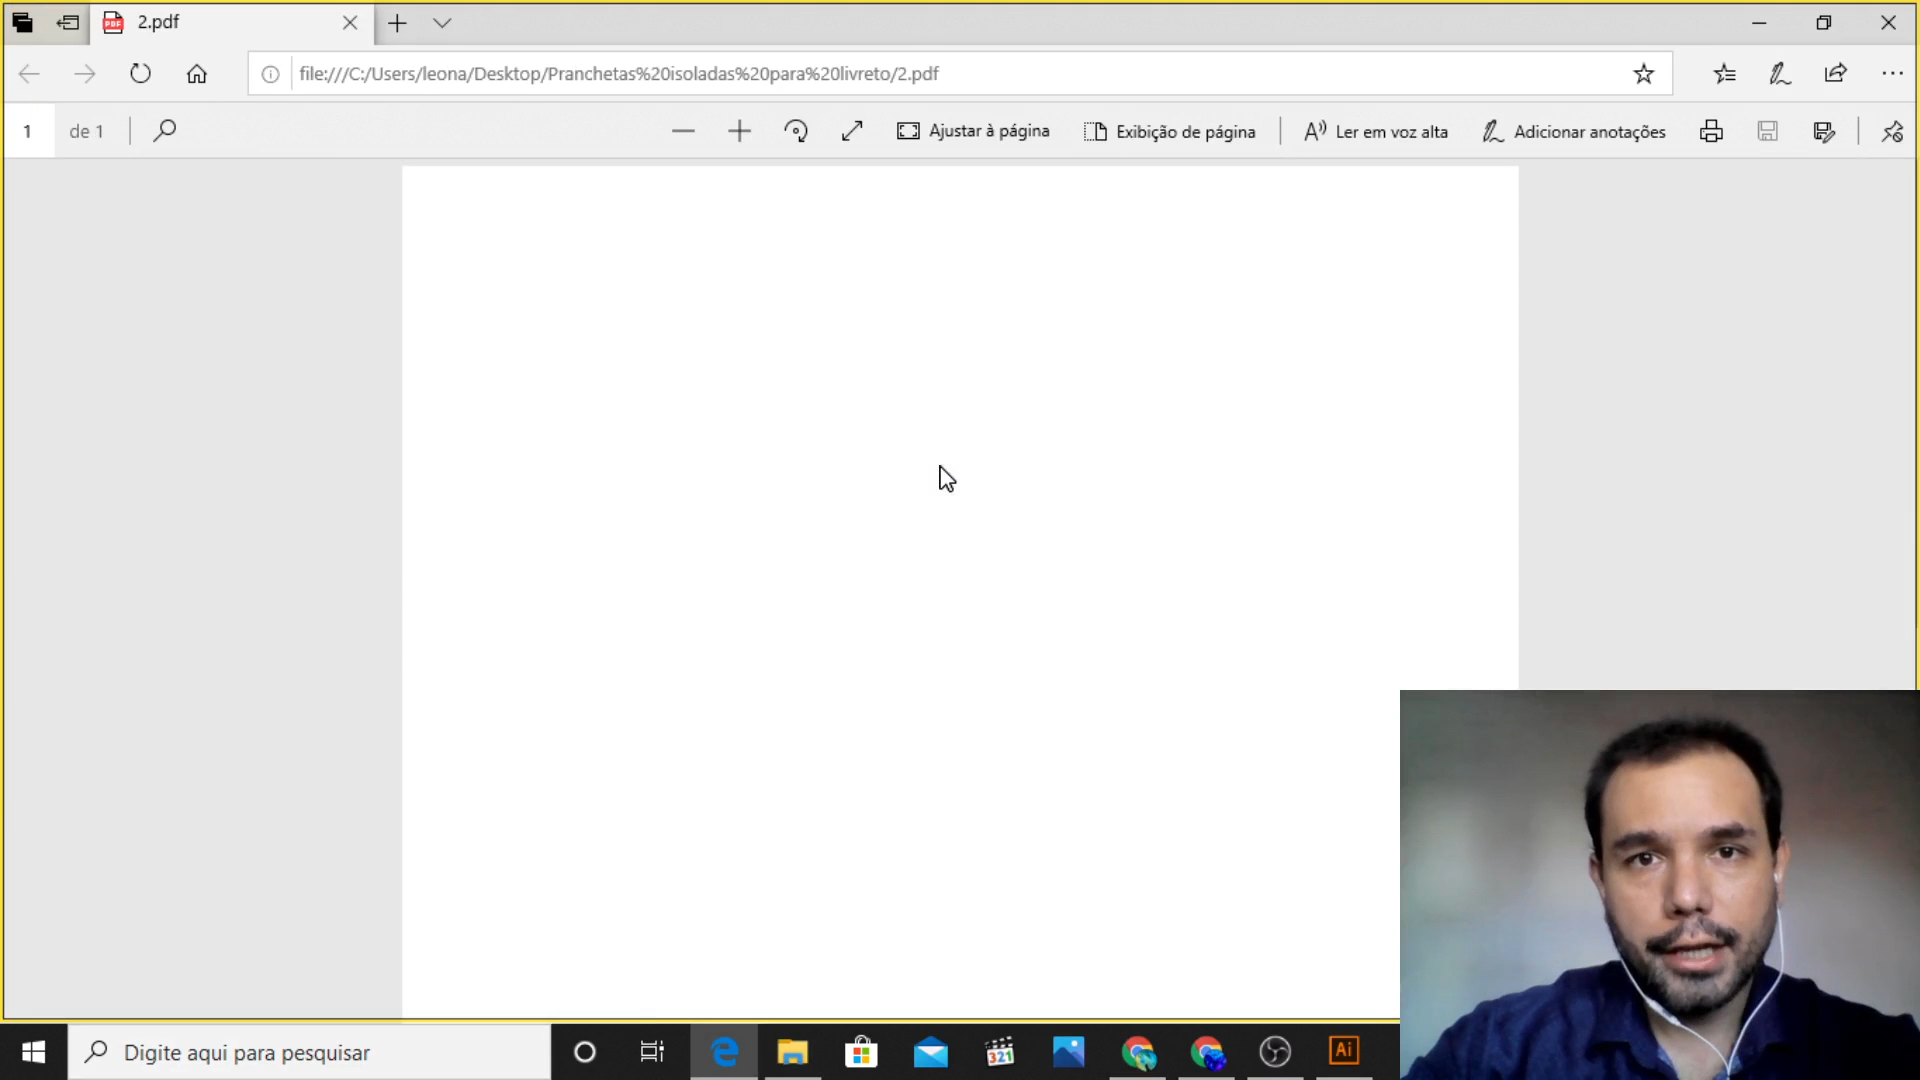 2.pdf
file:///C:/Users/leona/Desktop/Pranchetas%20isoladas%20para%20livreto/2.pdf
1 de 1
Ajustar à página
Exibição de página
Ler em voz alta
Adicionar anotações
Digite aqui para pesquisar
321
Ai